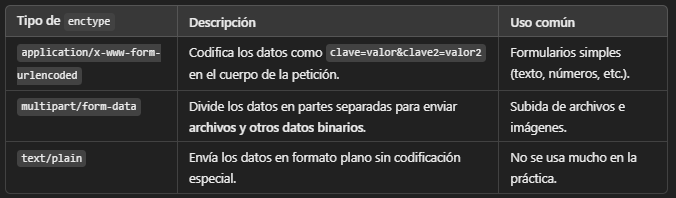 Tipo de enctype Descripción Uso común
application/x-www-form- Codifica los datos como clave=valor&clave2=valor2 Formularios simples
urlencoded en el cuerpo de la petición. (texto, números, etc.).
multipart/form-data Divide los datos en partes separadas para enviar Subida de archivos e
archivos y otros datos binarios. imágenes.
text/plain Envía los datos en formato plano sin codificación No se usa mucho en la
especial. práctica.